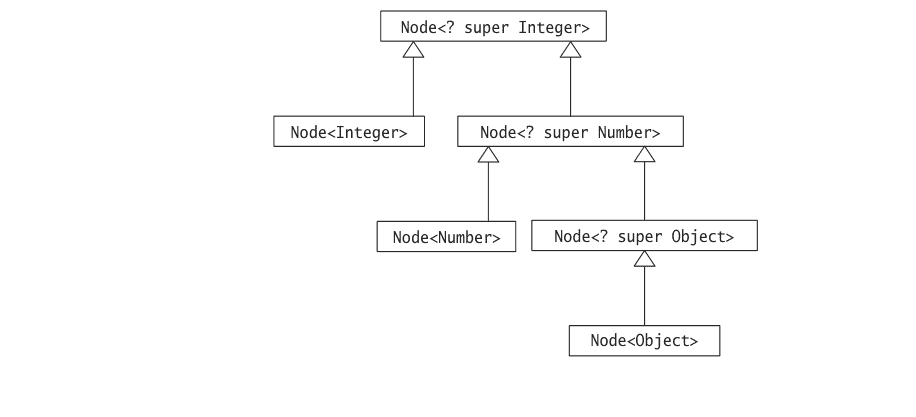 Node<? super Integer>
Node<Integer>
Node<? super Number>
Node<Number>
Node<? super Object>
Node<Object>